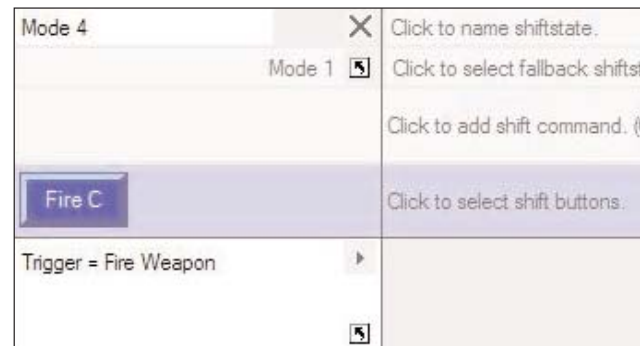 Mode 4
Click to name shiftstate.
Mode 1
Click to select fallback
Click to add shift command.
Fire C
Click to select shift buttons.
Trigger = Fire Weapon